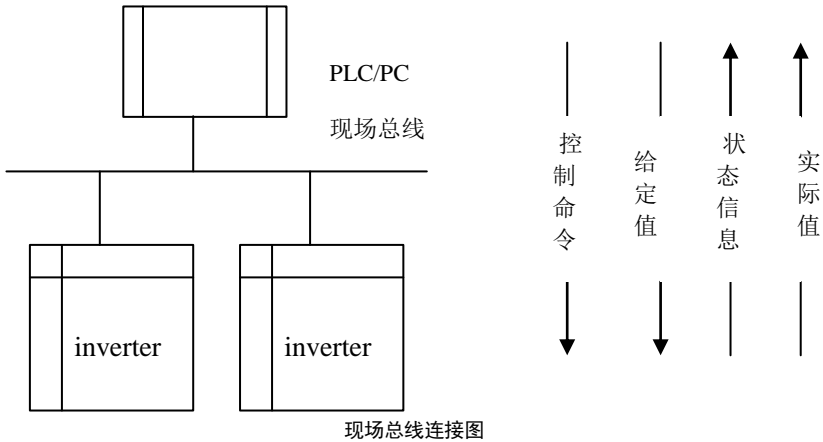 PLC/PC
现场总线
控制命令
给定值
状态信息
实际值
inverter
inverter
现场总线连接图